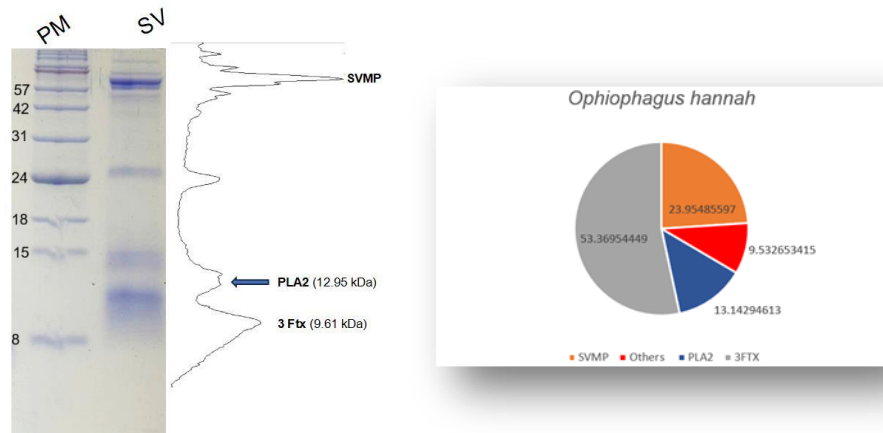 PM SV
57
42
31
24
18
15
8
SVMP
PLA2 (12.95 kDa)
3 Ftx (9.61 kDa)
Ophiophagus hannah
23.95485597
53.36954449
9.532653415
13.14294613
SVMP Others PLA2 3FTX